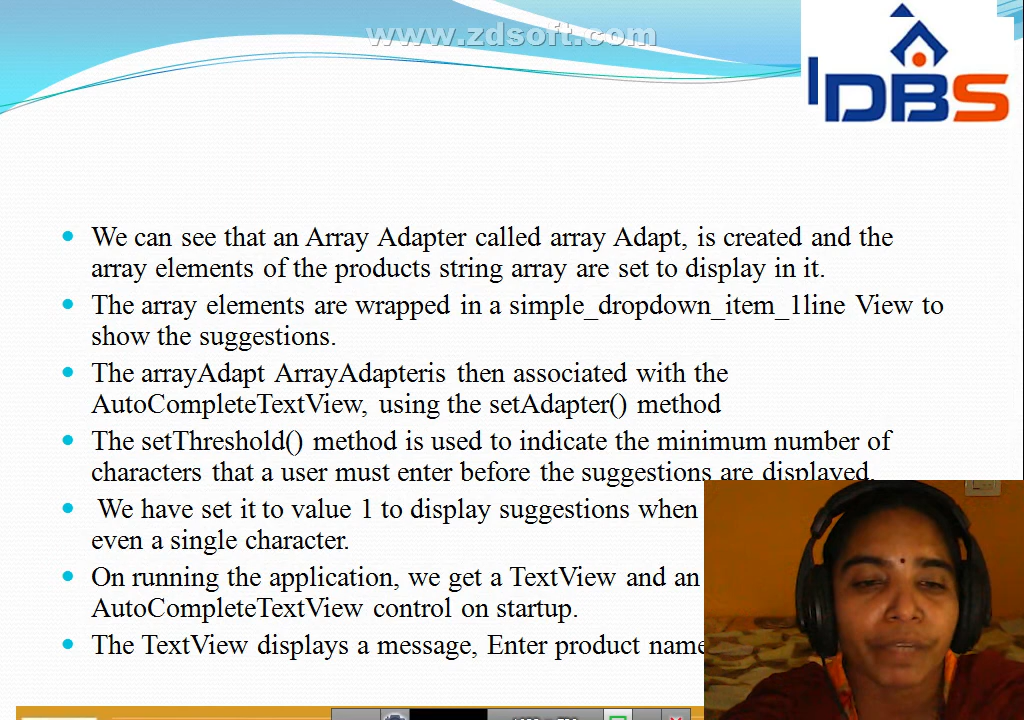 www.zdsoft.com
DBS
We can see that an Array Adapter called array Adapt, is created and the
array elements of the products string array are set to display in it.
The array elements are wrapped in a simple_dropdown_item_1line View to
show the suggestions.
The arrayAdapt ArrayAdapteris then associated with the
AutoCompleteTextView, using the setAdapter() method
The setThreshold() method is used to indicate the minimum number of
characters that a user must enter before the suggestions are displayed.
We have set it to value 1 to display suggestions when
even a single character.
On running the application, we get a TextView and an
AutoCompleteTextView control on startup.
The TextView displays a message, Enter product name